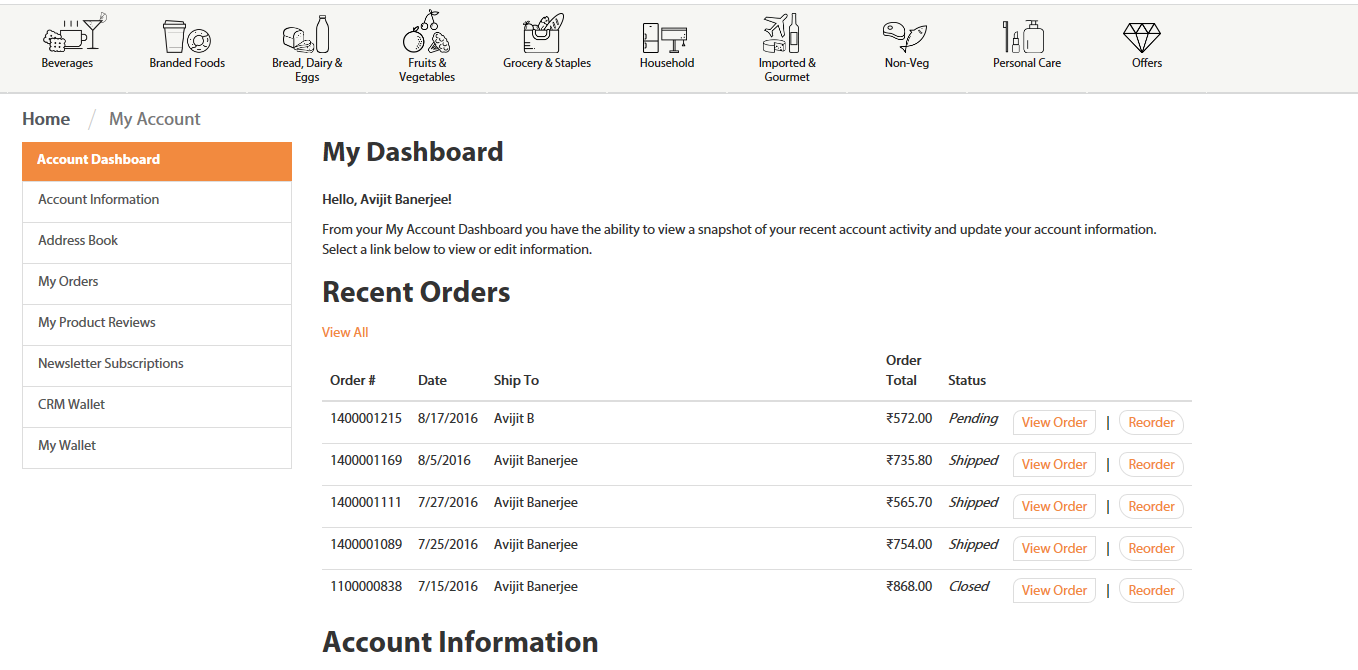 Beverages
Branded Foods
Bread, Dairy &
Eggs
Fruits &
Vegetables
Grocery & Staples
Household
Imported &
Gourmet
Non-Veg
Personal Care
Offers
Home / My Account
Account Dashboard
Account Information
Address Book
My Orders
My Product Reviews
Newsletter Subscriptions
CRM Wallet
My Wallet
My Dashboard
Hello, Avijit Banerjee!
From your My Account Dashboard you have the ability to view a snapshot of your recent account activity and update your account information.
Select a link below to view or edit information.
Recent Orders
View All
Order # Date Ship To Order Total Status
1400001215 8/17/2016 Avijit B ₹572.00 Pending View Order | Reorder
1400001169 8/5/2016 Avijit Banerjee ₹735.80 Shipped View Order | Reorder
1400001111 7/27/2016 Avijit Banerjee ₹565.70 Shipped View Order | Reorder
1400001089 7/25/2016 Avijit Banerjee ₹754.00 Shipped View Order | Reorder
1100000838 7/15/2016 Avijit Banerjee ₹868.00 Closed View Order | Reorder
Account Information